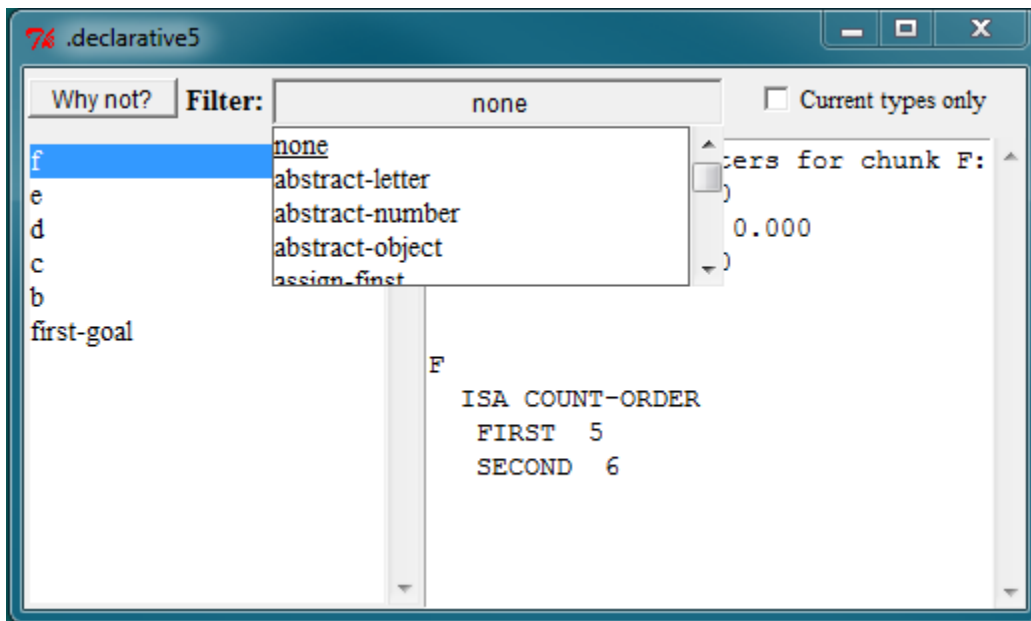 .declarative5
Why not? Filter: none Current types only
none
abstract-letter
abstract-number
abstract-object
f
e
d
c
b
first-goal
for chunk F:
0.000
F
ISA COUNT-ORDER
FIRST 5
SECOND 6